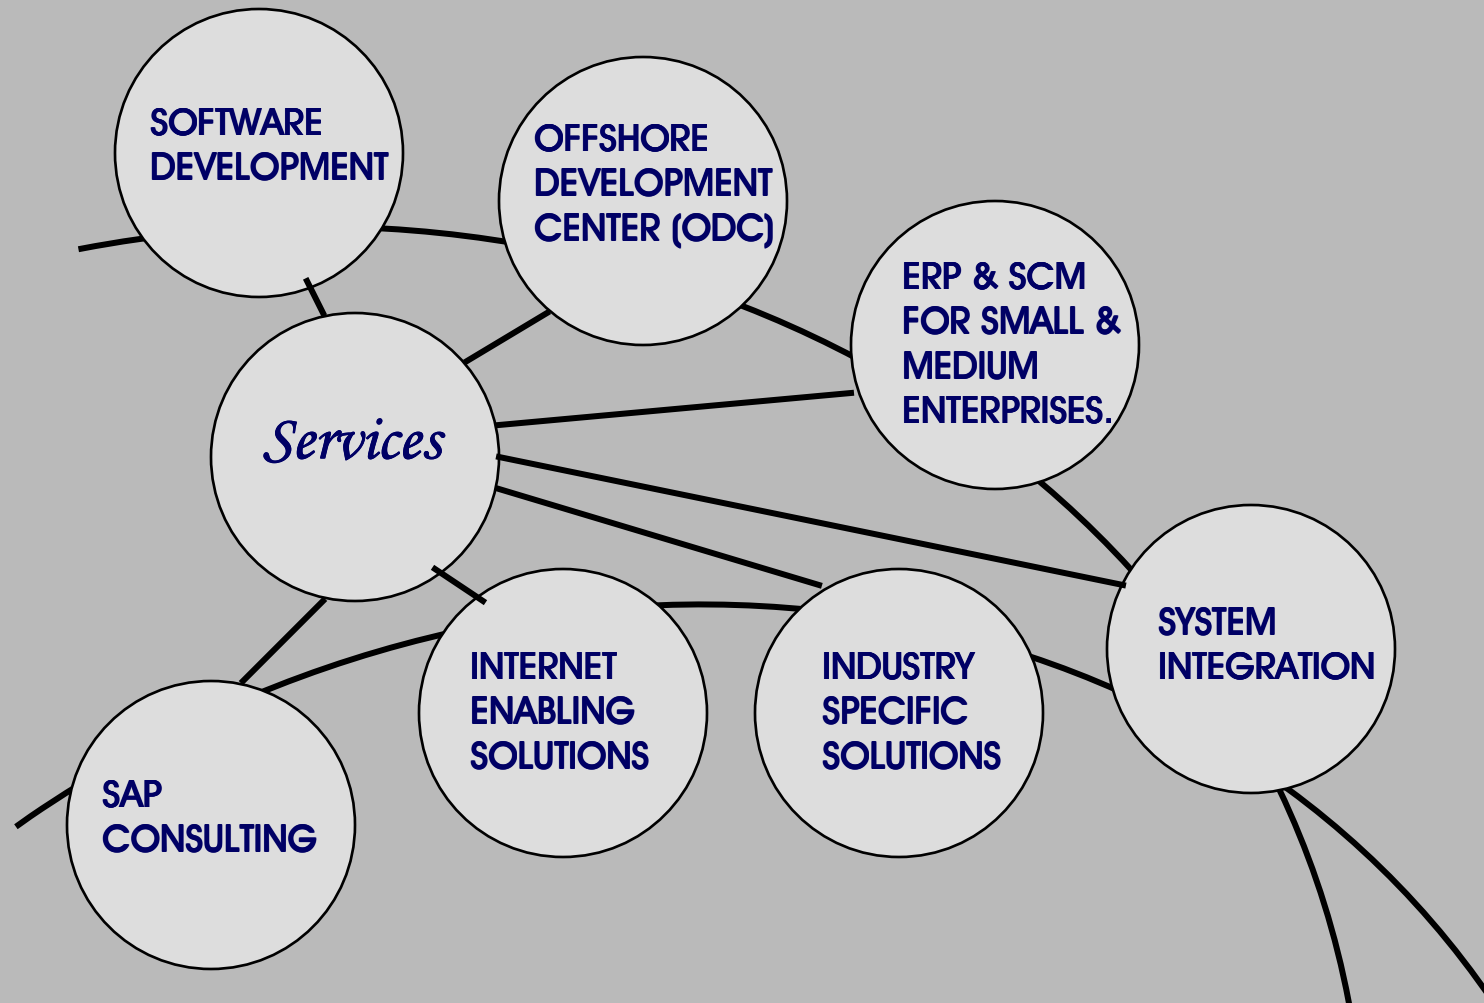 SOFTWARE
DEVELOPMENT
OFFSHORE
DEVELOPMENT
CENTER (ODC)
ERP & SCM
FOR SMALL &
MEDIUM
ENTERPRISES.
Services
SYSTEM
INTEGRATION
INTERNET
ENABLING
SOLUTIONS
INDUSTRY
SPECIFIC
SOLUTIONS
SAP
CONSULTING